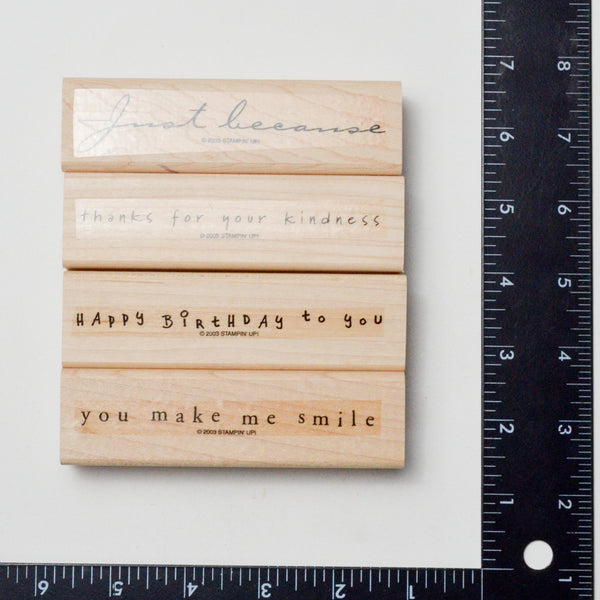 Just because
© 2003 STAMPIN' UP!
thanks for your kindness
© 2003 STAMPIN' UP!
HAppy BiRtHDAy to you
© 2003 STAMPIN' UP!
you make me smile
© 2003 STAMPIN' UP!
7
6
5
4
3
2
1
8
7
6
5
4
3
2
1
6
5
4
3
2
1